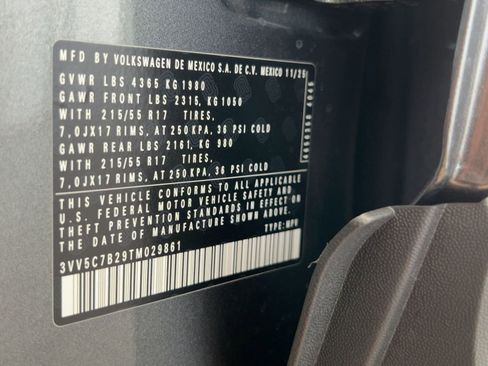 MFD BY VOLKSWAGEN DE MEXICO S.A. DE C.V. MEXICO 11/25
GVWR LBS 4365 KG 1980
GAWR FRONT LBS 2315, KG 1050
WITH 215/55 R17 TIRES,
7,0JX17 RIMS, AT 250 KPA, 36 PSI COLD
GAWR REAR LBS 2161, KG 980
WITH 215/55 R17 TIRES,
7,0JX17 RIMS, AT 250 KPA, 36 PSI COLD
THIS VEHICLE CONFORMS TO ALL APPLICABLE
U.S. FEDERAL MOTOR VEHICLE SAFETY AND
THEFT PREVENTION STANDARDS IN EFFECT ON
THE DATE OF MANUFACTURE SHOWN ABOVE.
3VV5C7B29TM029861 TYPE: MPV